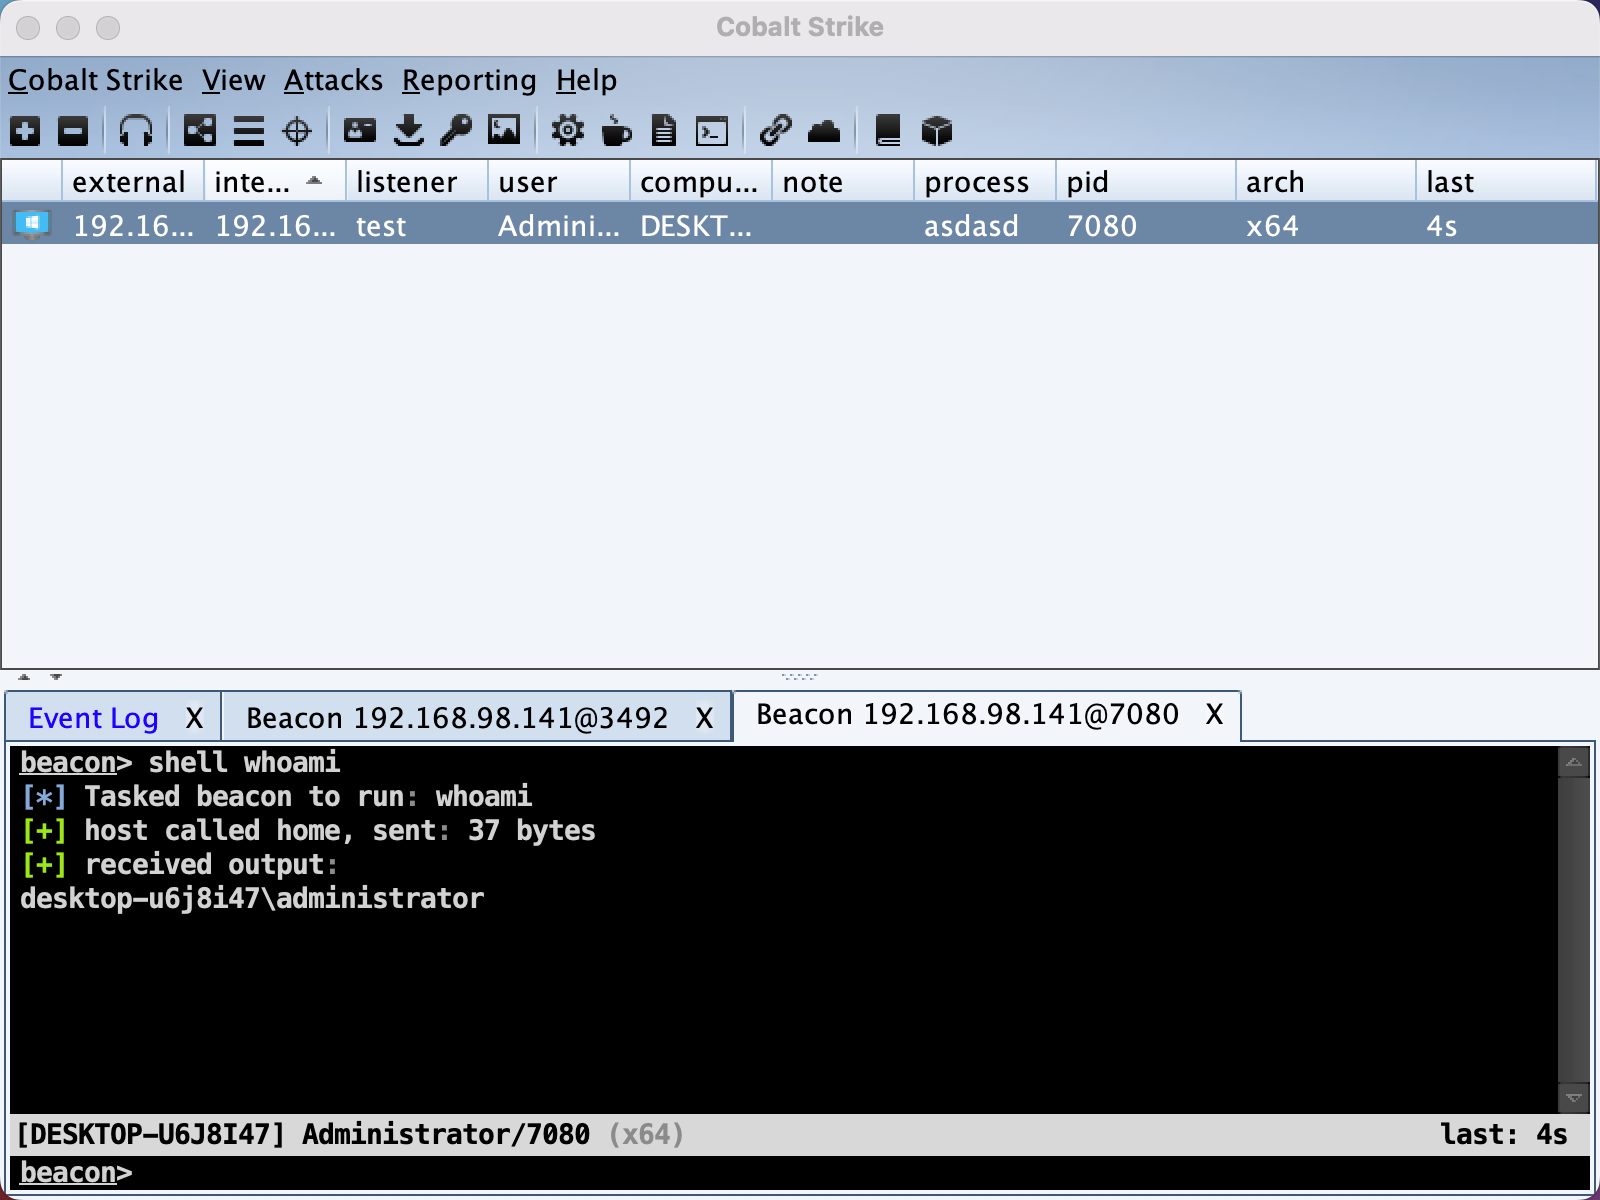 Cobalt Strike
Cobalt Strike View Attacks Reporting Help
external inte... listener user compu... note process pid arch last
192.16... 192.16... test Admini... DESKT... asdasd 7080 x64 4s
Event Log X Beacon 192.168.98.141@3492 X Beacon 192.168.98.141@7080 X
beacon> shell whoami
[*] Tasked beacon to run: whoami
[+] host called home, sent: 37 bytes
[+] received output:
desktop-u6j8i47\administrator
[DESKTOP-U6J8I47] Administrator/7080 (x64) last: 4s
beacon>